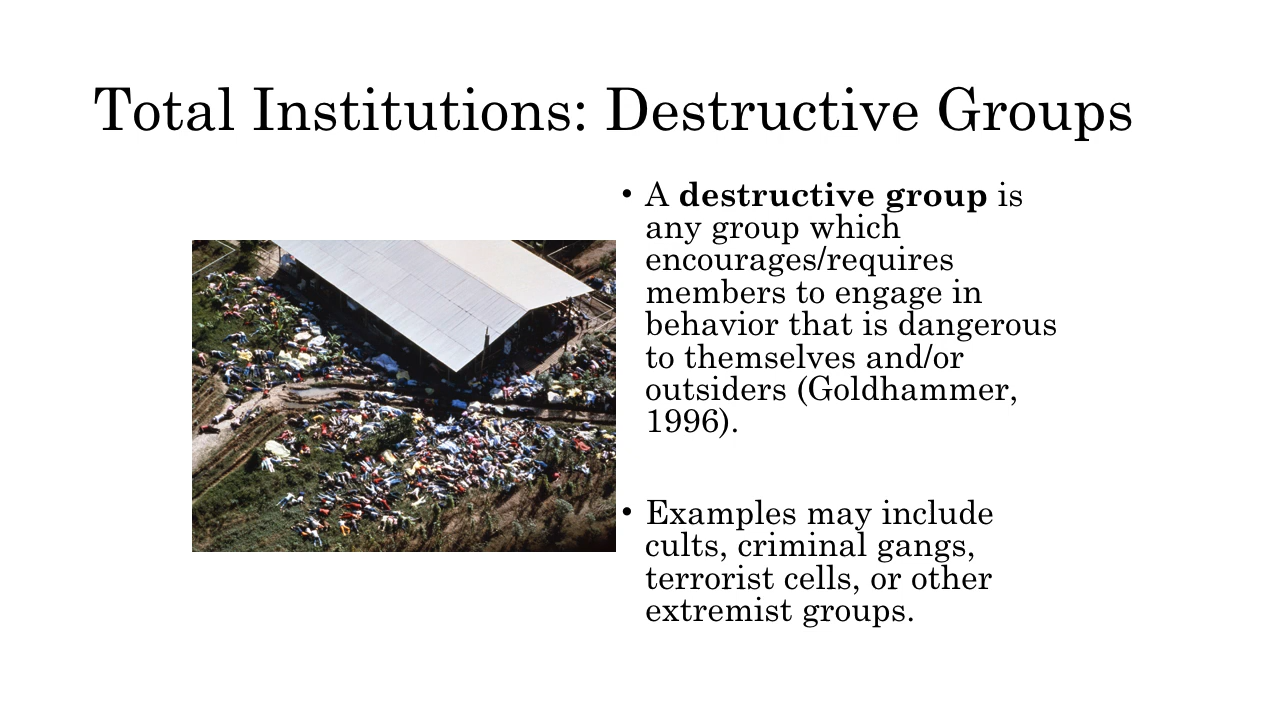 Total Institutions: Destructive Groups
• A destructive group is
any group which
encourages/requires
members to engage in
behavior that is dangerous
to themselves and/or
outsiders (Goldhammer,
1996).
• Examples may include
cults, criminal gangs,
terrorist cells, or other
extremist groups.